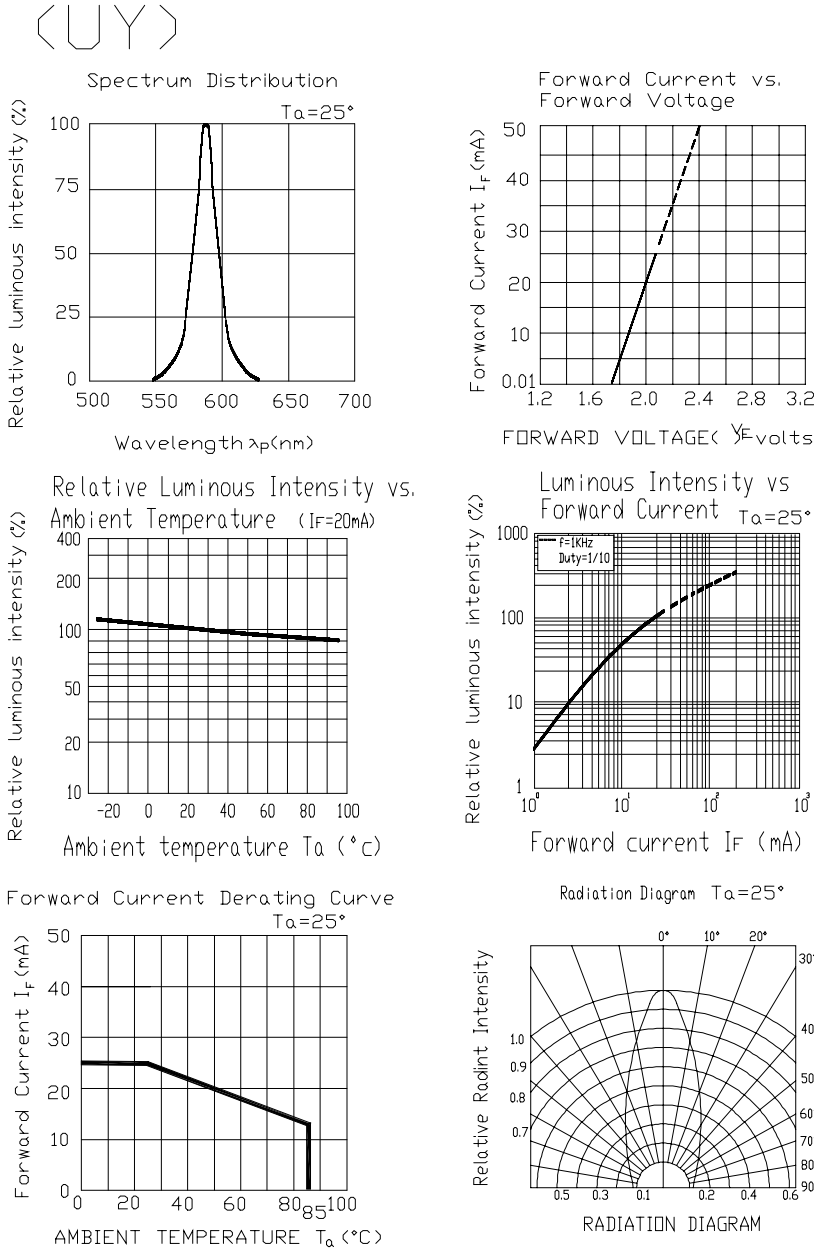 (UY)
Spectrum Distribution
Ta=25°
Relative luminous intensity (%)
100
75
50
25
0
500 550 600 650 700
Wavelength λp(nm)
Forward Current vs.
Forward Voltage
Forward Current IF (mA)
50
40
30
20
10
0.01
1.2 1.6 2.0 2.4 2.8 3.2
FORWARD VOLTAGE( VF volts
Relative Luminous Intensity vs.
Ambient Temperature (IF=20mA)
Relative luminous intensity (%)
400
200
100
50
20
10
-20 0 20 40 60 80 100
Ambient temperature Ta (°c)
Luminous Intensity vs
Forward Current Ta=25°
f=1KHz
Duty=1/10
Relative luminous intensity (%)
1000
100
10
1
10⁰ 10¹ 10² 10³
Forward current IF (mA)
Forward Current Derating Curve
Ta=25°
Forward Current IF (mA)
50
40
30
20
10
0
0 20 40 60 80 85 100
AMBIENT TEMPERATURE Ta (°C)
Radiation Diagram Ta=25°
0° 10° 20°
30°
40
50
60
70
80
90
Relative Radint Intensity
1.0
0.9
0.8
0.7
0.5 0.3 0.1 0.2 0.4 0.6
RADIATION DIAGRAM